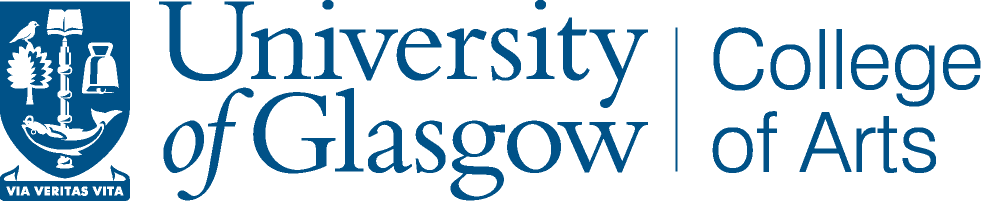 University
of Glasgow
College
of Arts
VIA VERITAS VITA